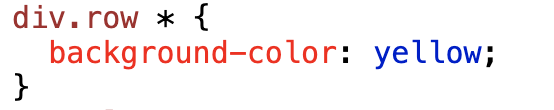 div.row * {
  background-color: yellow;
}